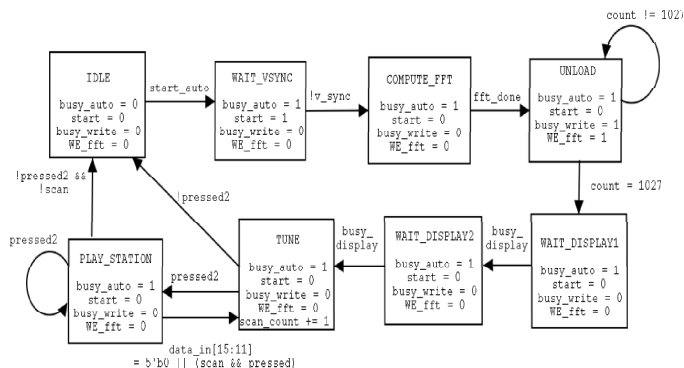 count != 1027
IDLE
busy_auto = 0
start = 0
busy_write = 0
WE_fft = 0
start_auto
WAIT_VSYNC
busy_auto = 1
start = 1
busy_write = 0
WE_fft = 0
!v_sync
COMPUTE_FFT
busy_auto = 1
start = 0
busy_write = 0
WE_fft = 0
fft_done
UNLOAD
busy_auto = 1
start = 0
busy_write = 1
WE_fft = 1
count = 1027
!pressed2 &&
!scan
!pressed2
pressed2
PLAY_STATION
busy_auto = 1
start = 0
busy_write = 0
WE_fft = 0
pressed2
TUNE
busy_auto = 1
start = 0
busy_write = 0
WE_fft = 0
scan_count += 1
busy_
display
WAIT_DISPLAY2
busy_auto = 1
start = 0
busy_write = 0
WE_fft = 0
busy_
display
WAIT_DISPLAY1
busy_auto = 1
start = 0
busy_write = 0
WE_fft = 0
data_in[15:11]
= 5'b0 || (scan && pressed)